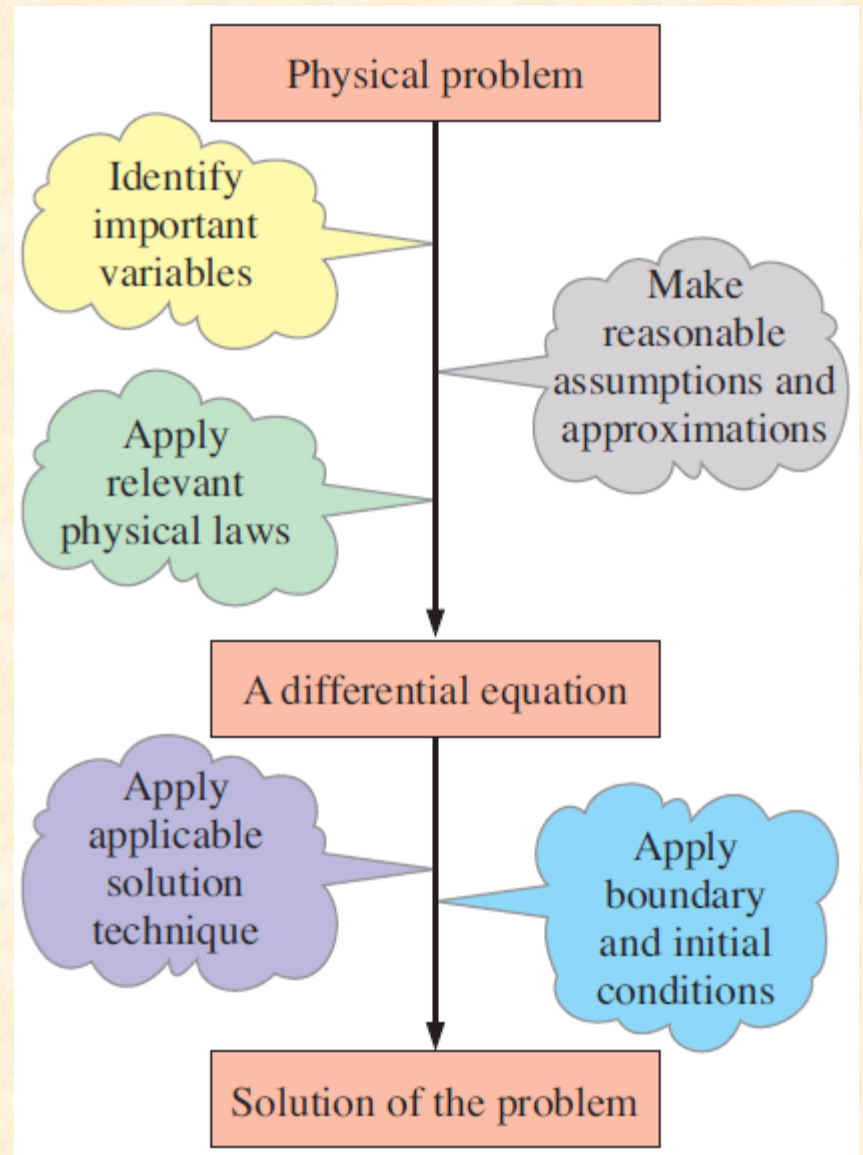 Physical problem
Identify
important
variables
Make
reasonable
assumptions and
approximations
Apply
relevant
physical laws
A differential equation
Apply
applicable
solution
technique
Apply
boundary
and initial
conditions
Solution of the problem